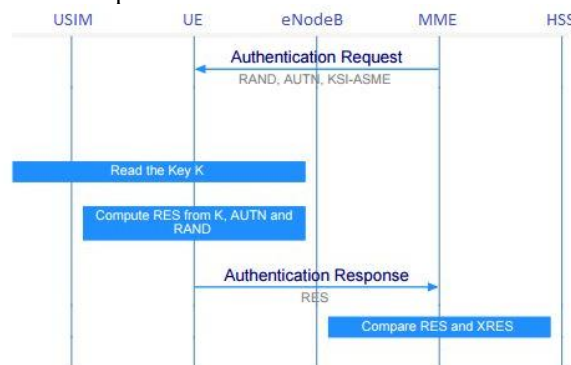 USIM UE eNodeB MME HSS
Authentication Request
RAND, AUTN, KSI-ASME
Read the Key K
Compute RES from K, AUTN and
RAND
Authentication Response
RES
Compare RES and XRES